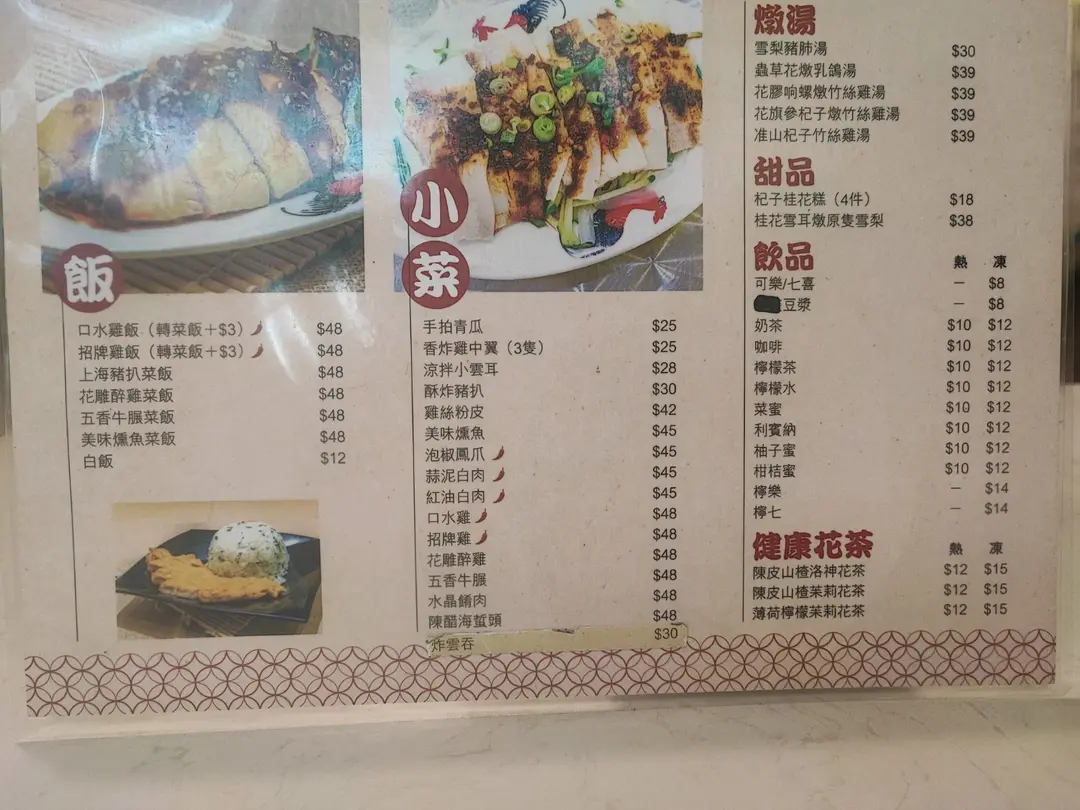 飯
口水雞飯（轉菜飯＋$3） $48
招牌雞飯（轉菜飯＋$3） $48
上海豬扒菜飯 $48
花雕醉雞菜飯 $48
五香牛𦟌菜飯 $48
美味燻魚菜飯 $48
白飯 $12
小菜
手拍青瓜 $25
香炸雞中翼（3隻） $25
涼拌小雲耳 $28
酥炸豬扒 $30
雞絲粉皮 $42
美味燻魚 $45
泡椒鳳爪 $45
蒜泥白肉 $45
紅油白肉 $45
口水雞 $48
招牌雞 $48
花雕醉雞 $48
五香牛𦟌 $48
水晶餚肉 $48
陳醋海蜇頭 $48
炸雲吞 $30
燉湯
雪梨豬肺湯 $30
蟲草花燉乳鴿湯 $39
花膠响螺燉竹絲雞湯 $39
花旗參杞子燉竹絲雞湯 $39
准山杞子竹絲雞湯 $39
甜品
杞子桂花糕（4件） $18
桂花雪耳燉原隻雪梨 $38
飲品 熱 凍
可樂/七喜 — $8
豆漿 — $8
奶茶 $10 $12
咖啡 $10 $12
檸檬茶 $10 $12
檸檬水 $10 $12
菜蜜 $10 $12
利賓納 $10 $12
柚子蜜 $10 $12
柑桔蜜 $10 $12
檸樂 — $14
檸七 — $14
健康花茶 熱 凍
陳皮山楂洛神花茶 $12 $15
陳皮山楂茉莉花茶 $12 $15
薄荷檸檬茉莉花茶 $12 $15